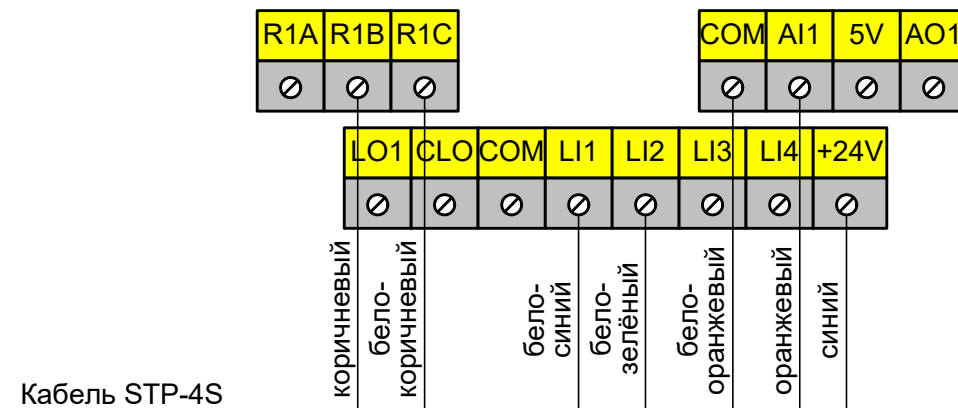 R1A R1B R1C COM AI1 5V AO1
LO1 CLO COM LI1 LI2 LI3 LI4 +24V
коричневый
бело-
коричневый
бело-
синий
бело-
зелёный
бело-
оранжевый
оранжевый
синий
Кабель STP-4S